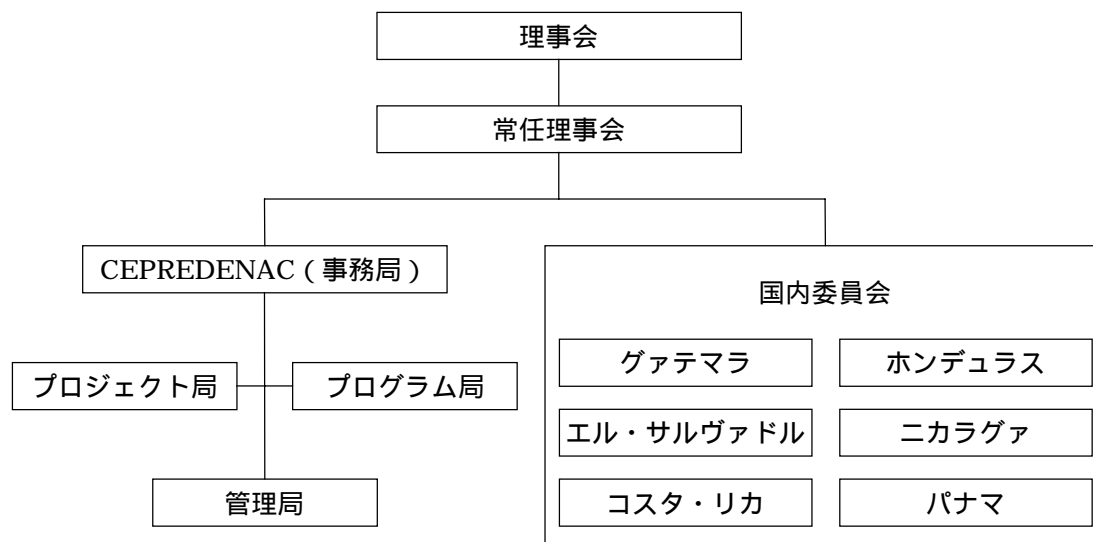 理事会
常任理事会
CEPREDENAC（事務局）
プロジェクト局
プログラム局
管理局
国内委員会
グァテマラ
ホンデュラス
エル・サルヴァドル
ニカラグァ
コスタ・リカ
パナマ